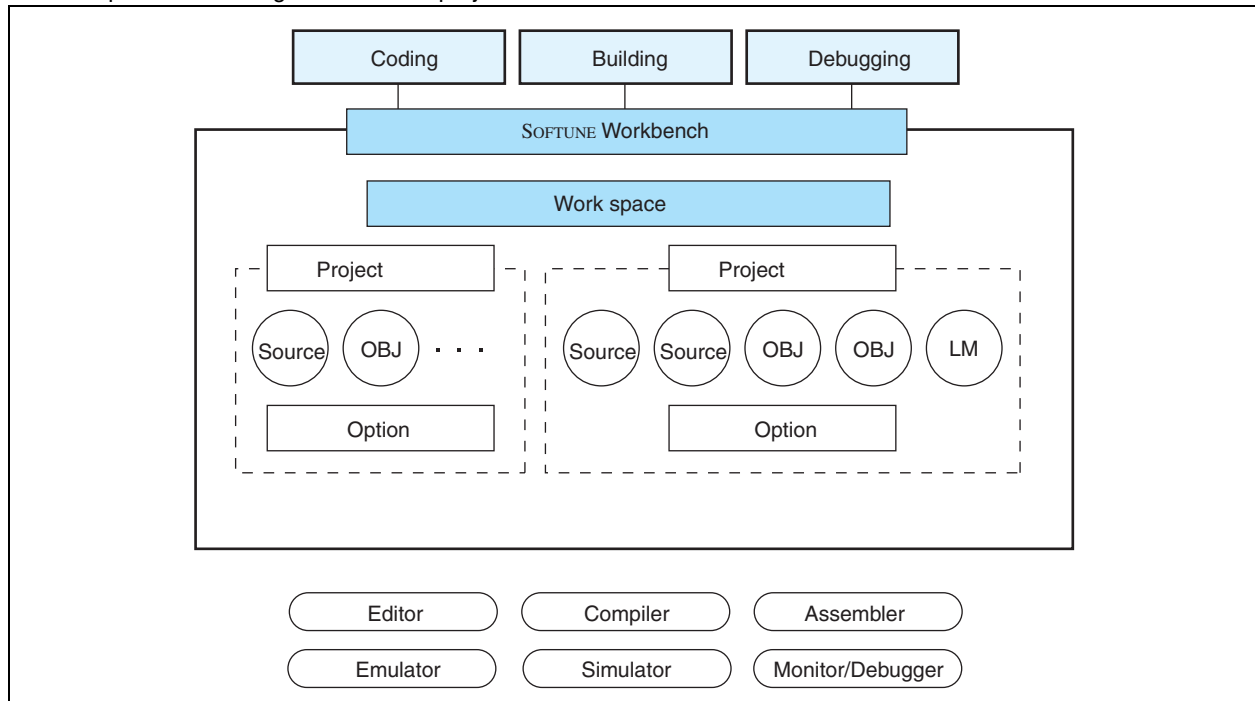 Coding Building Debugging
SOFTUNE Workbench
Work space
Project Project
Source OBJ . . . Source Source OBJ OBJ LM
Option Option
Editor Compiler Assembler
Emulator Simulator Monitor/Debugger